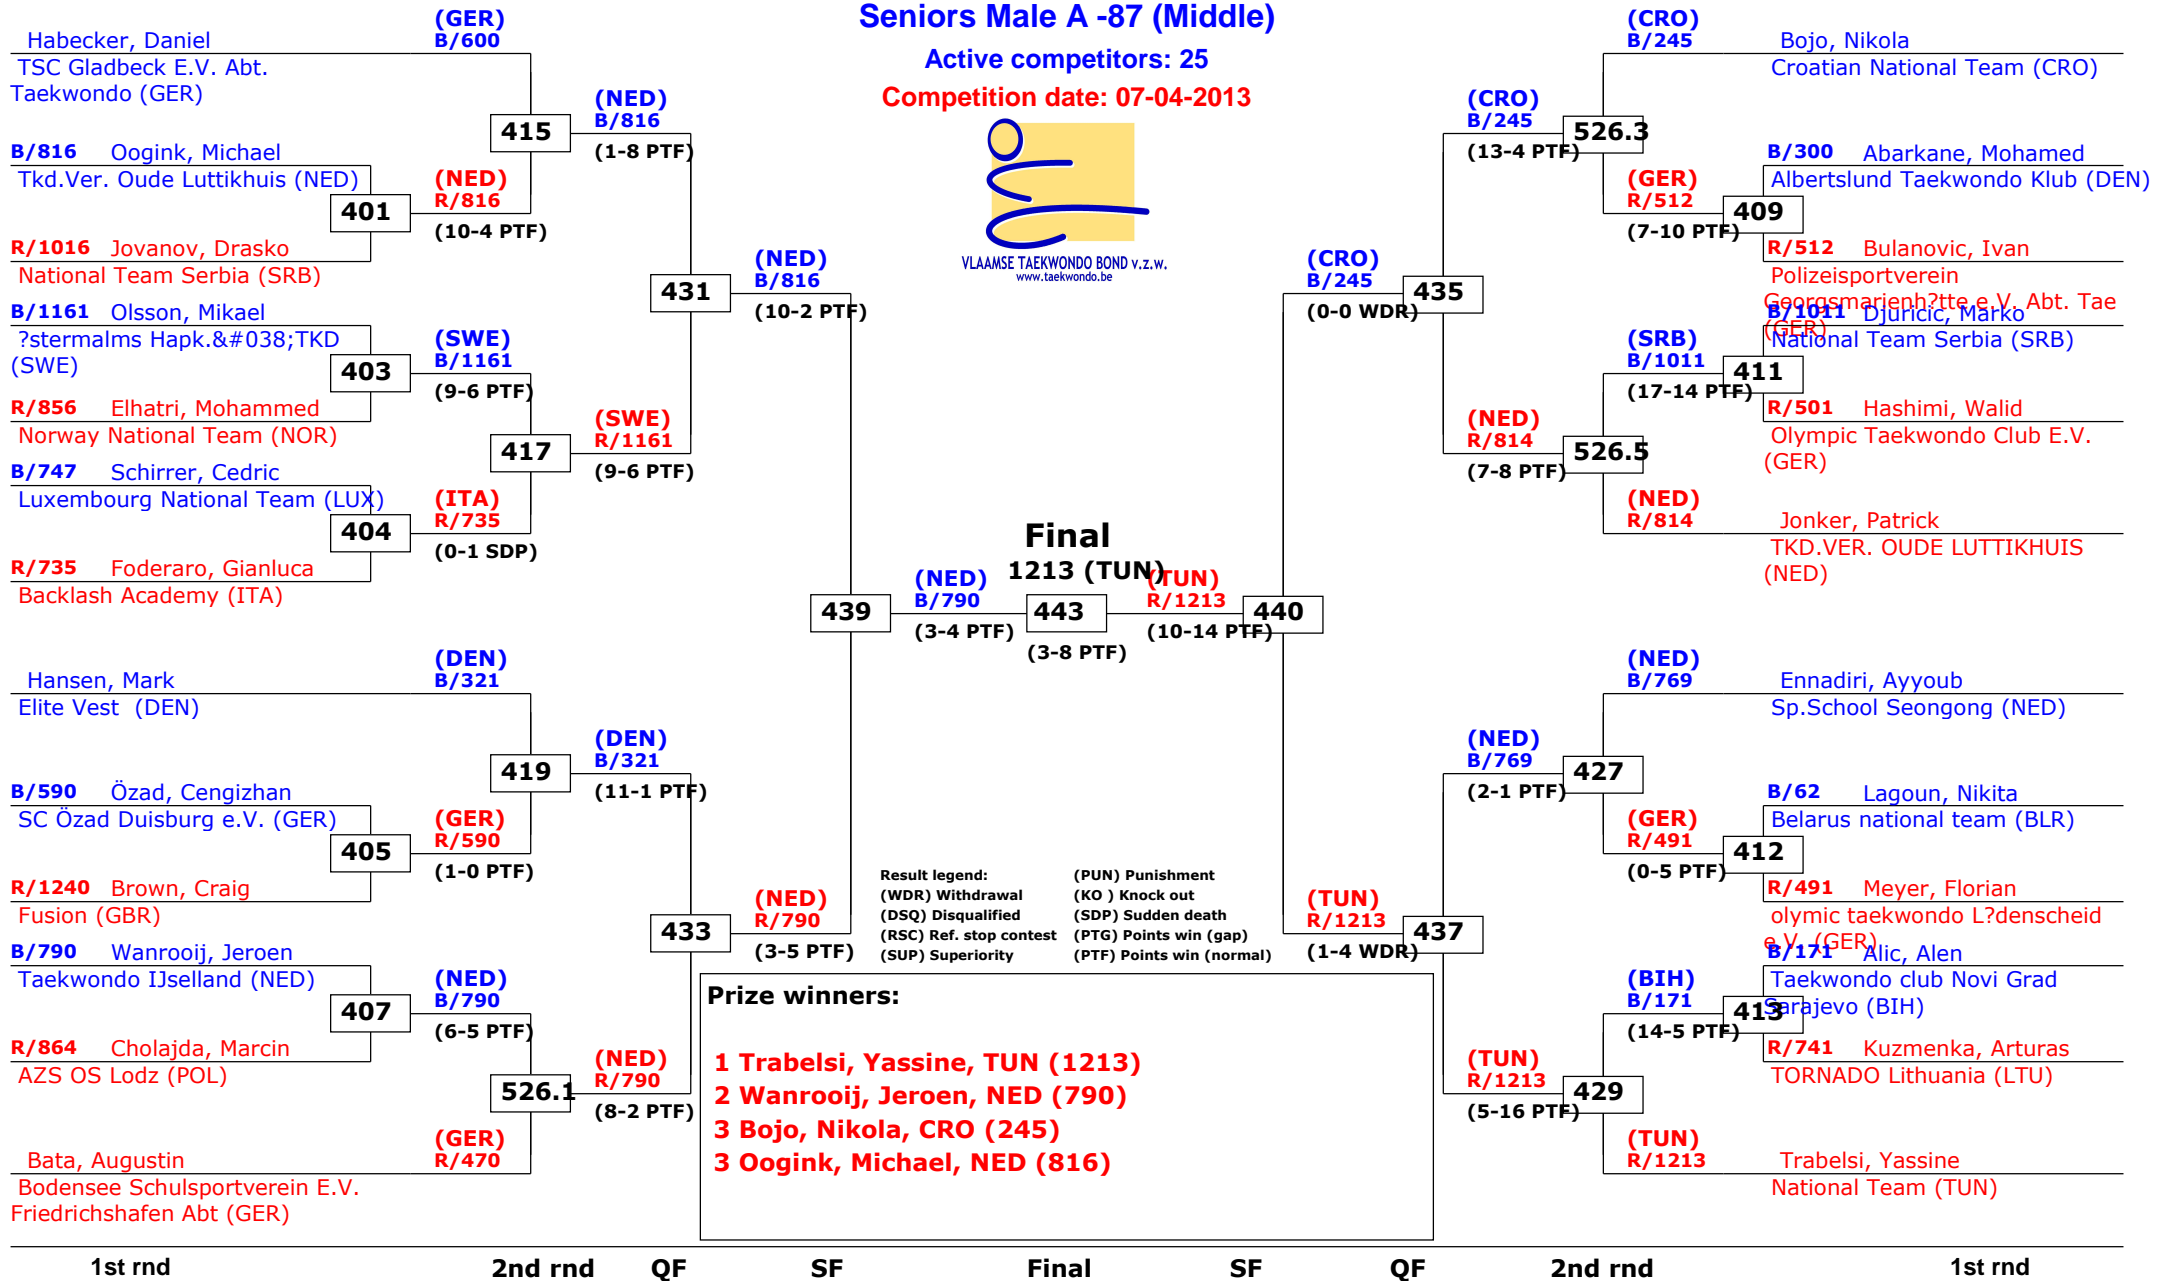 Seniors Male A -87 (Middle)
Active competitors: 25
Competition date: 07-04-2013
VLAAMSE TAEKWONDO BOND v.z.w.
www.taekwondo.be
Habecker, Daniel
TSC Gladbeck E.V. Abt.
Taekwondo (GER)
(GER)
B/600
B/816 Oogink, Michael
Tkd.Ver. Oude Luttikhuis (NED)
401
R/1016 Jovanov, Drasko
National Team Serbia (SRB)
(NED)
R/816
(10-4 PTF)
415
(NED)
B/816
(1-8 PTF)
B/1161 Olsson, Mikael
?stermalms Hapk.&#038;TKD
(SWE)
403
R/856 Elhatri, Mohammed
Norway National Team (NOR)
(SWE)
B/1161
(9-6 PTF)
B/747 Schirrer, Cedric
Luxembourg National Team (LUX)
404
R/735 Foderaro, Gianluca
Backlash Academy (ITA)
(ITA)
R/735
(0-1 SDP)
417
(SWE)
R/1161
(9-6 PTF)
431
(NED)
B/816
(10-2 PTF)
Hansen, Mark
Elite Vest (DEN)
(DEN)
B/321
B/590 Özad, Cengizhan
SC Özad Duisburg e.V. (GER)
405
R/1240 Brown, Craig
Fusion (GBR)
(GER)
R/590
(1-0 PTF)
419
(DEN)
B/321
(11-1 PTF)
B/790 Wanrooij, Jeroen
Taekwondo IJselland (NED)
407
R/864 Cholajda, Marcin
AZS OS Lodz (POL)
(NED)
B/790
(6-5 PTF)
526.1
(NED)
R/790
(8-2 PTF)
Bata, Augustin
Bodensee Schulsportverein E.V.
Friedrichshafen Abt (GER)
(GER)
R/470
433
(NED)
R/790
(3-5 PTF)
439
(NED)
B/790
(3-4 PTF)
Final
1213 (TUN)
443
(3-8 PTF)
(TUN)
R/1213
(10-14 PTF)
440
(CRO)
B/245
(0-0 WDR)
435
(CRO)
B/245
(13-4 PTF)
526.3
(CRO)
B/245
Bojo, Nikola
Croatian National Team (CRO)
(GER)
R/512
(7-10 PTF)
409
B/300 Abarkane, Mohamed
Albertslund Taekwondo Klub (DEN)
R/512 Bulanovic, Ivan
Polizeisportverein
Georgsmarienh?tte e.V. Abt. Tae
(GER)
(NED)
R/814
(7-8 PTF)
526.5
(SRB)
B/1011
(17-14 PTF)
411
B/1011 Djuricic, Marko
National Team Serbia (SRB)
R/501 Hashimi, Walid
Olympic Taekwondo Club E.V.
(GER)
(NED)
R/814
Jonker, Patrick
TKD.VER. OUDE LUTTIKHUIS
(NED)
(TUN)
R/1213
(1-4 WDR)
437
(NED)
B/769
(2-1 PTF)
427
(NED)
B/769
Ennadiri, Ayyoub
Sp.School Seongong (NED)
(GER)
R/491
(0-5 PTF)
412
B/62 Lagoun, Nikita
Belarus national team (BLR)
R/491 Meyer, Florian
olymic taekwondo L?denscheid
e.V. (GER)
(TUN)
R/1213
(5-16 PTF)
429
(BIH)
B/171
(14-5 PTF)
413
B/171 Alic, Alen
Taekwondo club Novi Grad
Sarajevo (BIH)
R/741 Kuzmenka, Arturas
TORNADO Lithuania (LTU)
(TUN)
R/1213
Trabelsi, Yassine
National Team (TUN)
Result legend: (PUN) Punishment
(WDR) Withdrawal (KO ) Knock out
(DSQ) Disqualified (SDP) Sudden death
(RSC) Ref. stop contest (PTG) Points win (gap)
(SUP) Superiority (PTF) Points win (normal)
Prize winners:
1 Trabelsi, Yassine, TUN (1213)
2 Wanrooij, Jeroen, NED (790)
3 Bojo, Nikola, CRO (245)
3 Oogink, Michael, NED (816)
1st rnd 2nd rnd QF SF Final SF QF 2nd rnd 1st rnd